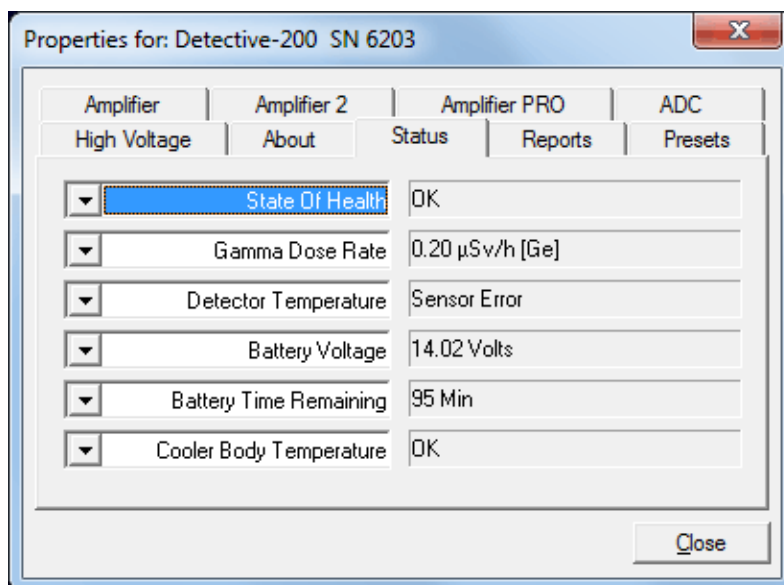 Properties for: Detective-200 SN 6203
Amplifier Amplifier 2 Amplifier PRO ADC
High Voltage About Status Reports Presets
State Of Health OK
Gamma Dose Rate 0.20 µSv/h [Ge]
Detector Temperature Sensor Error
Battery Voltage 14.02 Volts
Battery Time Remaining 95 Min
Cooler Body Temperature OK
Close